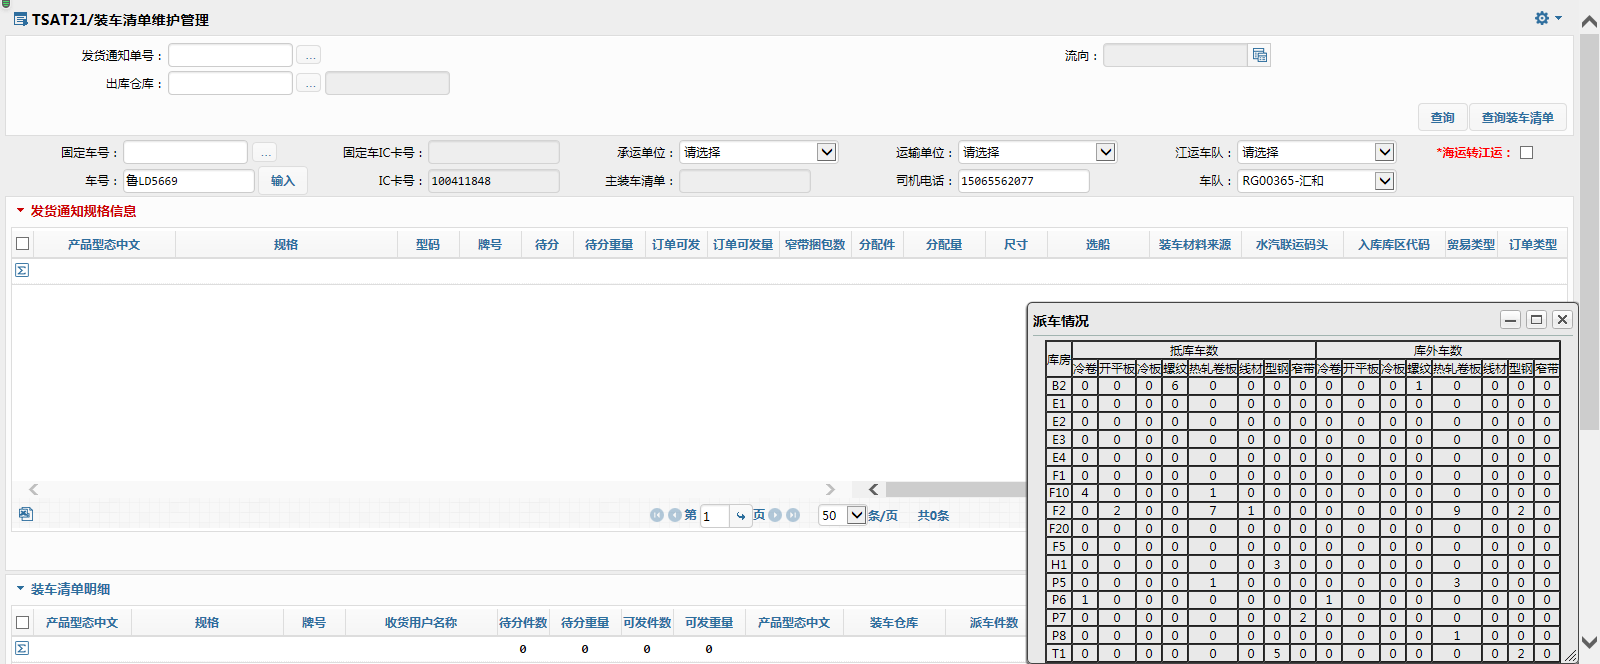 TSAT21/装车清单维护管理
发货通知单号： ... 流向：
出库仓库： ...
查询 查询装车清单
固定车号： ... 固定车IC卡号： 承运单位： 请选择 运输单位： 请选择 江运车队： 请选择 *海运转江运：
车号： 鲁LD5669 输入 IC卡号： 100411848 主装车清单： 司机电话： 15065562077 车队： RG00365-汇和
发货通知规格信息
产品型态中文 规格 型码 牌号 待分 待分重量 订单可发 订单可发量 窄带捆包数 分配件 分配量 尺寸 选船 装车材料来源 水汽联运码头 入库库区代码 贸易类型 订单类型
Σ
第 1 页 50 条/页 共0条
装车清单明细
产品型态中文 规格 牌号 收货用户名称 待分件数 待分重量 可发件数 可发重量 产品型态中文 装车仓库 派车件数
Σ 0 0 0 0
派车情况
库房 抵库车数 库外车数
冷卷 开平板 冷板 螺纹 热轧卷板 线材 型钢 窄带 冷卷 开平板 冷板 螺纹 热轧卷板 线材 型钢 窄带
B2 0 0 0 6 0 0 0 0 0 0 0 1 0 0 0 0
E1 0 0 0 0 0 0 0 0 0 0 0 0 0 0 0 0
E2 0 0 0 0 0 0 0 0 0 0 0 0 0 0 0 0
E3 0 0 0 0 0 0 0 0 0 0 0 0 0 0 0 0
E4 0 0 0 0 0 0 0 0 0 0 0 0 0 0 0 0
F1 0 0 0 0 0 0 0 0 0 0 0 0 0 0 0 0
F10 4 0 0 0 1 0 0 0 0 0 0 0 0 0 0 0
F2 0 2 0 0 7 1 0 0 0 0 0 0 9 0 2 0
F20 0 0 0 0 0 0 0 0 0 0 0 0 0 0 0 0
F5 0 0 0 0 0 0 0 0 0 0 0 0 0 0 0 0
H1 0 0 0 0 0 0 3 0 0 0 0 0 0 0 0 0
P5 0 0 0 0 1 0 0 0 0 0 0 0 3 0 0 0
P6 1 0 0 0 0 0 0 0 1 0 0 0 0 0 0 0
P7 0 0 0 0 0 0 0 2 0 0 0 0 0 0 0 0
P8 0 0 0 0 0 0 0 0 0 0 0 0 1 0 0 0
T1 0 0 0 0 0 0 5 0 0 0 0 0 0 0 2 0